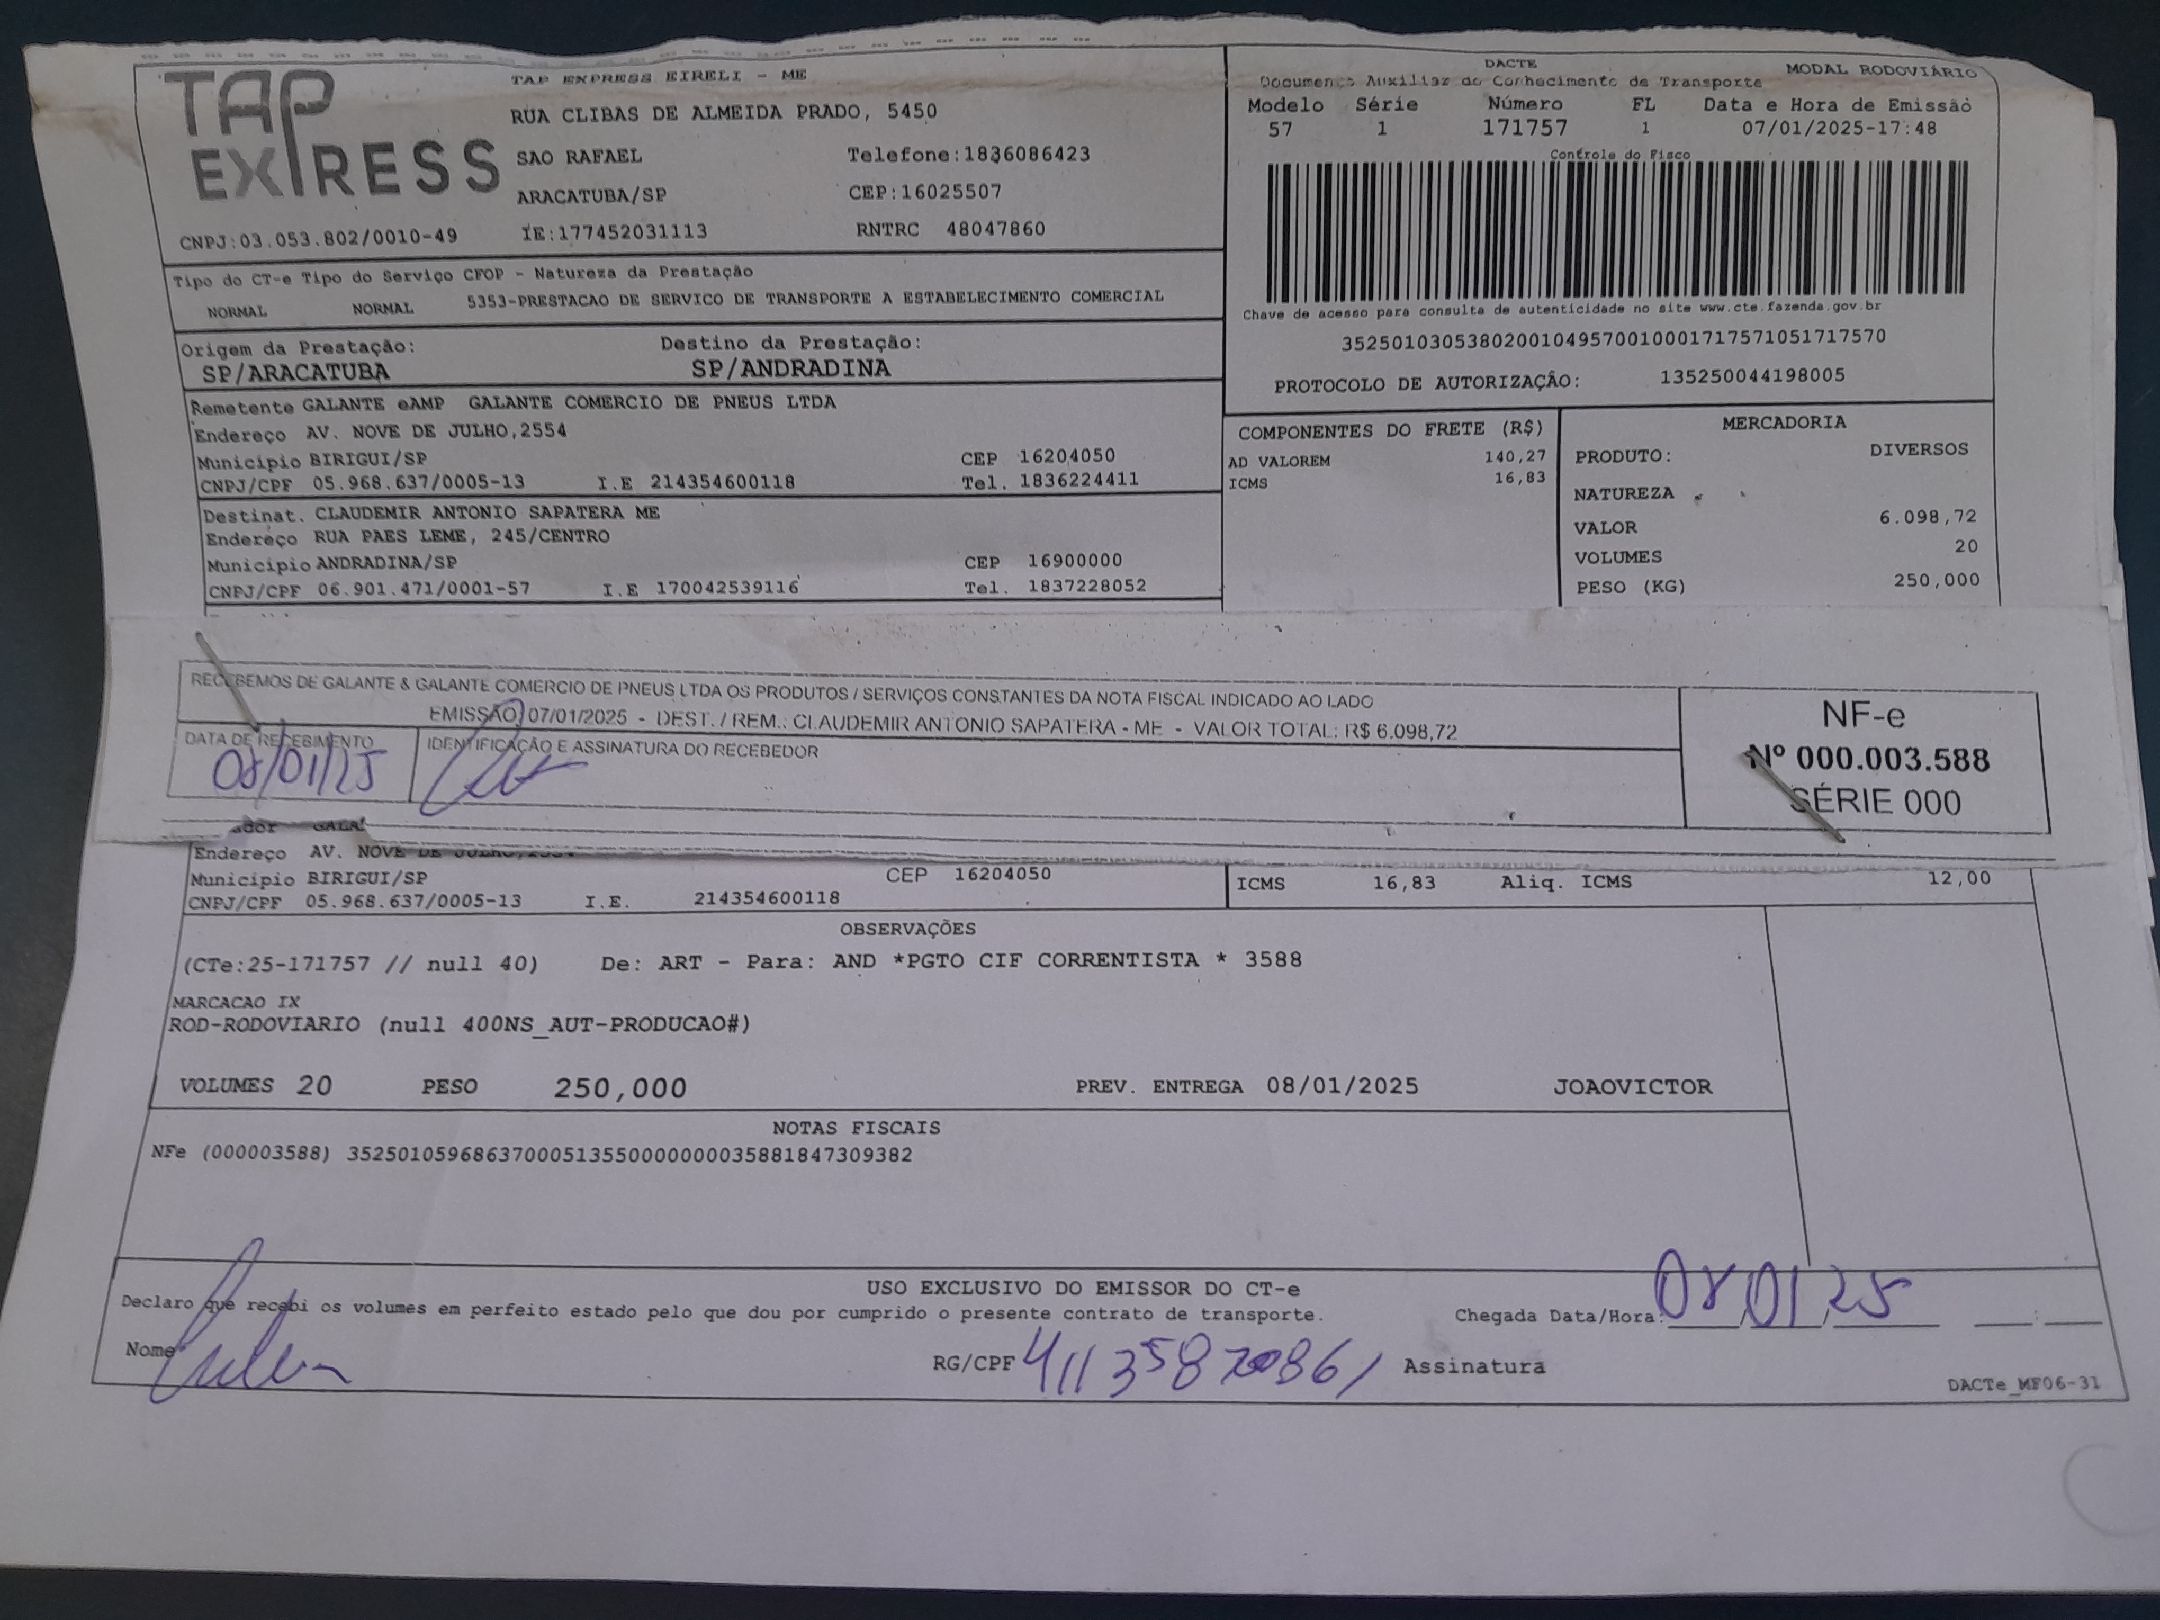 TAP EXPRESS
TAP EXPRESS EIRELI - ME
RUA CLIBAS DE ALMEIDA PRADO, 5450
SAO RAFAEL Telefone:1836086423
ARACATUBA/SP CEP:16025507
CNPJ:03.053.802/0010-49 IE:177452031113 RNTRC 48047860
DACTE
Documento Auxiliar do Conhecimento de Transporte MODAL RODOVIÁRIO
Modelo Série Número FL Data e Hora de Emissão
57 1 171757 1 07/01/2025-17:48
Controle do Fisco
Chave de acesso para consulta de autenticidade no site www.cte.fazenda.gov.br
35250103053802001049570010001717571051717570
PROTOCOLO DE AUTORIZAÇÃO: 135250044198005
Tipo do CT-e Tipo do Serviço CFOP - Natureza da Prestação
NORMAL NORMAL 5353-PRESTACAO DE SERVICO DE TRANSPORTE A ESTABELECIMENTO COMERCIAL
Origem da Prestação: Destino da Prestação:
SP/ARACATUBA SP/ANDRADINA
Remetente GALANTE eAMP GALANTE COMERCIO DE PNEUS LTDA
Endereço AV. NOVE DE JULHO,2554
Município BIRIGUI/SP CEP 16204050
CNPJ/CPF 05.968.637/0005-13 I.E 214354600118 Tel. 1836224411
Destinat. CLAUDEMIR ANTONIO SAPATERA ME
Endereço RUA PAES LEME, 245/CENTRO
Município ANDRADINA/SP CEP 16900000
CNPJ/CPF 06.901.471/0001-57 I.E 170042539116 Tel. 1837228052
COMPONENTES DO FRETE (R$)
AD VALOREM 140,27
ICMS 16,83
MERCADORIA
PRODUTO: DIVERSOS
NATUREZA
VALOR 6.098,72
VOLUMES 20
PESO (KG) 250,000
RECEBEMOS DE GALANTE & GALANTE COMERCIO DE PNEUS LTDA OS PRODUTOS / SERVIÇOS CONSTANTES DA NOTA FISCAL INDICADO AO LADO
EMISSÃO 07/01/2025 - DEST. / REM.: CLAUDEMIR ANTONIO SAPATERA - ME - VALOR TOTAL: R$ 6.098,72
DATA DE RECEBIMENTO IDENTIFICAÇÃO E ASSINATURA DO RECEBEDOR
08/01/25
NF-e
Nº 000.003.588
SÉRIE 000
Endereço AV. NOVE DE JULHO,2554
Município BIRIGUI/SP CEP 16204050
CNPJ/CPF 05.968.637/0005-13 I.E. 214354600118
ICMS 16,83 Aliq. ICMS 12,00
OBSERVAÇÕES
(CTe:25-171757 // null 40) De: ART - Para: AND *PGTO CIF CORRENTISTA * 3588
MARCACAO IX
ROD-RODOVIARIO (null 400NS_AUT-PRODUCAO#)
VOLUMES 20 PESO 250,000 PREV. ENTREGA 08/01/2025 JOAOVICTOR
NOTAS FISCAIS
NFe (000003588) 35250105968637000513550000000035881847309382
USO EXCLUSIVO DO EMISSOR DO CT-e
Declaro que recebi os volumes em perfeito estado pelo que dou por cumprido o presente contrato de transporte. Chegada Data/Hora: 08 01 25
Nome RG/CPF Assinatura
DACTe_MF06-31